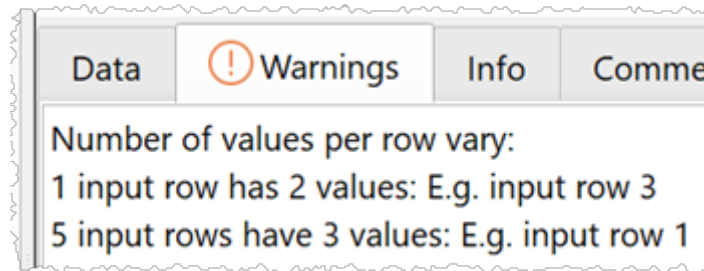 Data Warnings Info Comme
Number of values per row vary:
1 input row has 2 values: E.g. input row 3
5 input rows have 3 values: E.g. input row 1